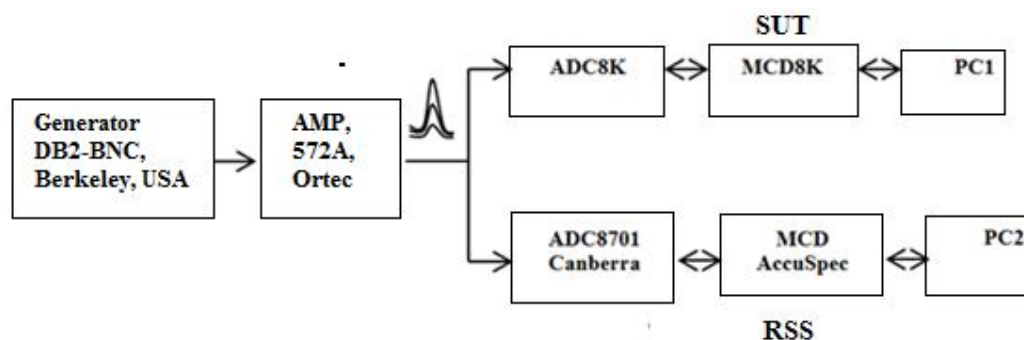 SUT
Generator
DB2-BNC,
Berkeley, USA
AMP,
572A,
Ortec
ADC8K
MCD8K
PC1
ADC8701
Canberra
MCD
AccuSpec
PC2
RSS